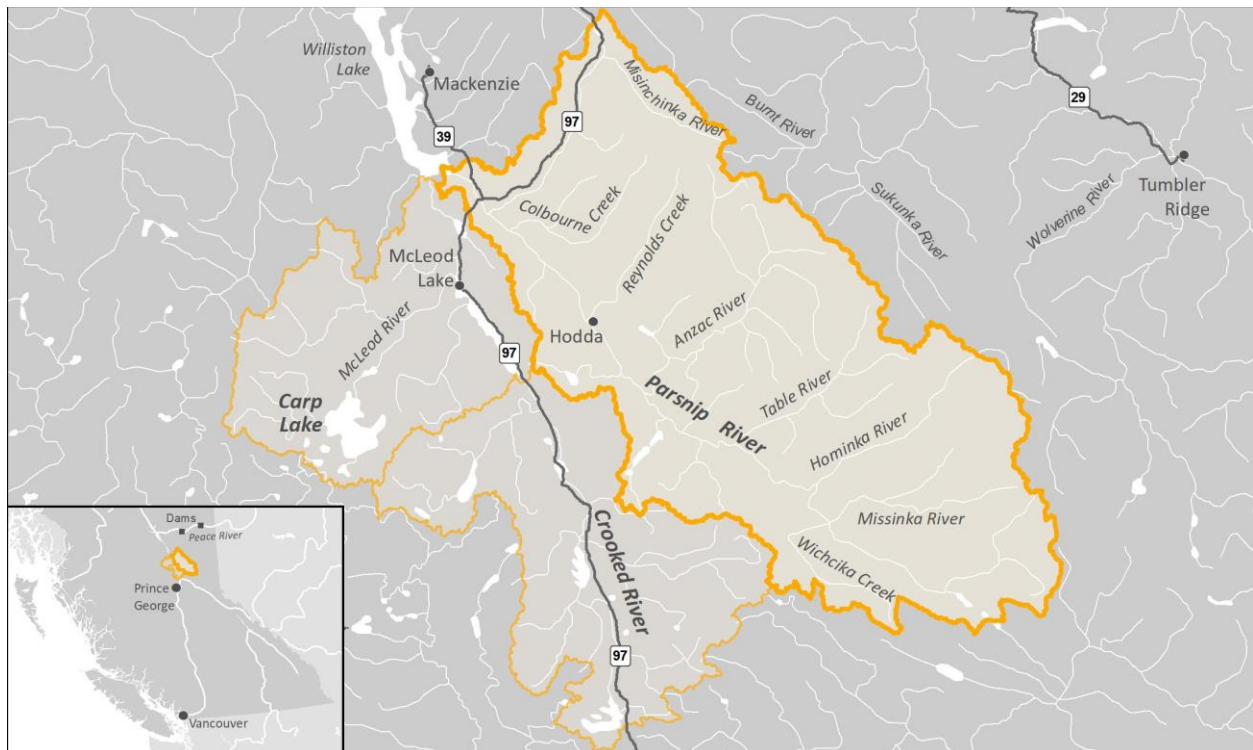 Williston
Lake
Mackenzie
39
97
Misinchinka River
Burnt River
29
Tumbler
Ridge
Wolverine River
Sukunka River
Colbourne Creek
Reynolds Creek
McLeod
Lake
McLeod River
Hodda
Anzac River
97
Carp
Lake
Parsnip River
Table River
Hominka River
Missinka River
Wichcika Creek
Crooked River
97
Dams
Peace River
Prince
George
Vancouver